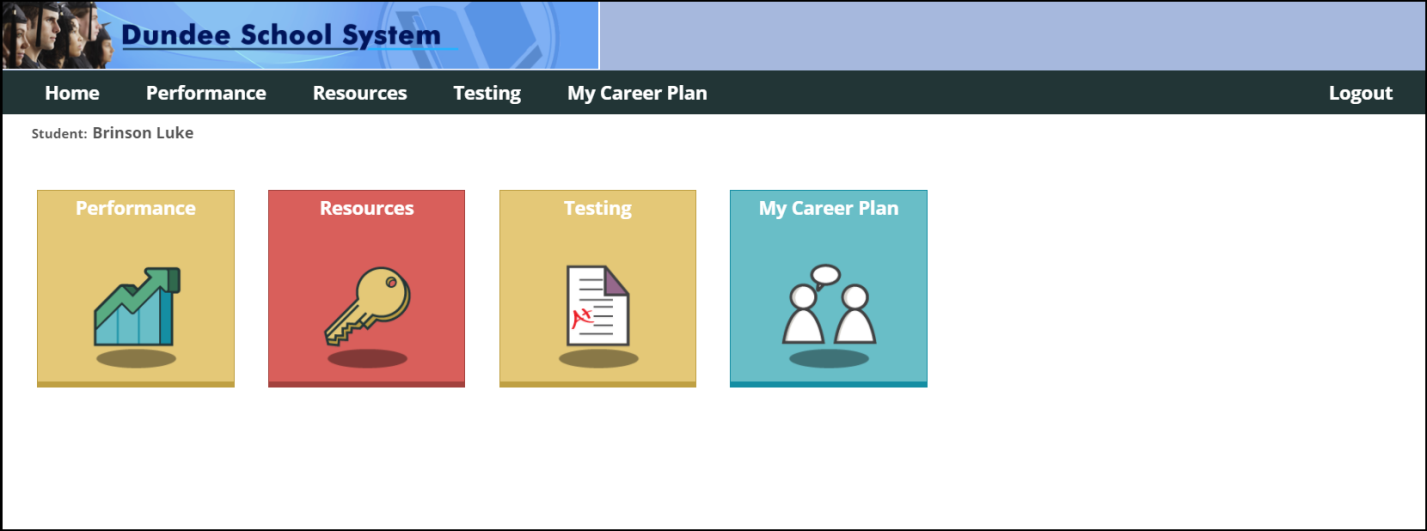 Dundee School System
Home Performance Resources Testing My Career Plan Logout
Student: Brinson Luke
Performance Resources Testing My Career Plan
A+